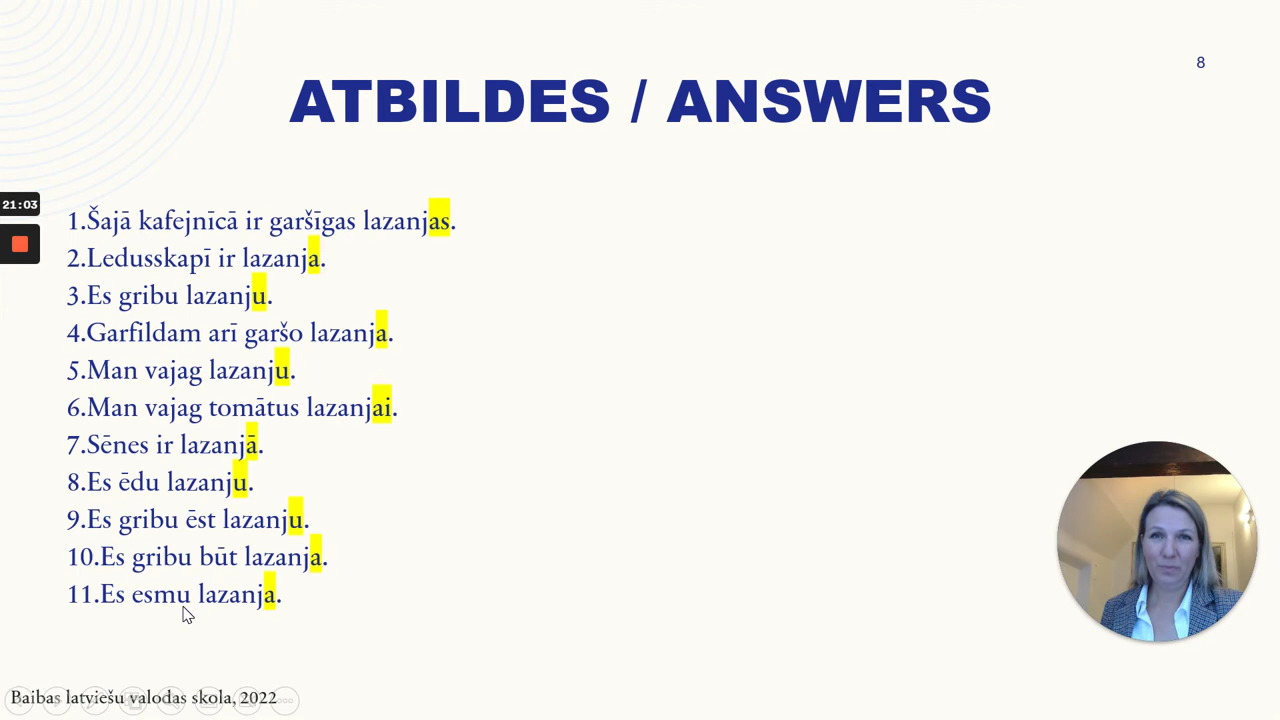 8
ATBILDES / ANSWERS
21:03
1.Šajā kafejnīcā ir garšīgas lazanjas.
2.Ledusskapī ir lazanja.
3.Es gribu lazanju.
4.Garfildam arī garšo lazanja.
5.Man vajag lazanju.
6.Man vajag tomātus lazanjai.
7.Sēnes ir lazanjā.
8.Es ēdu lazanju.
9.Es gribu ēst lazanju.
10.Es gribu būt lazanja.
11.Es esmu lazanja.
Baibas latviešu valodas skola, 2022